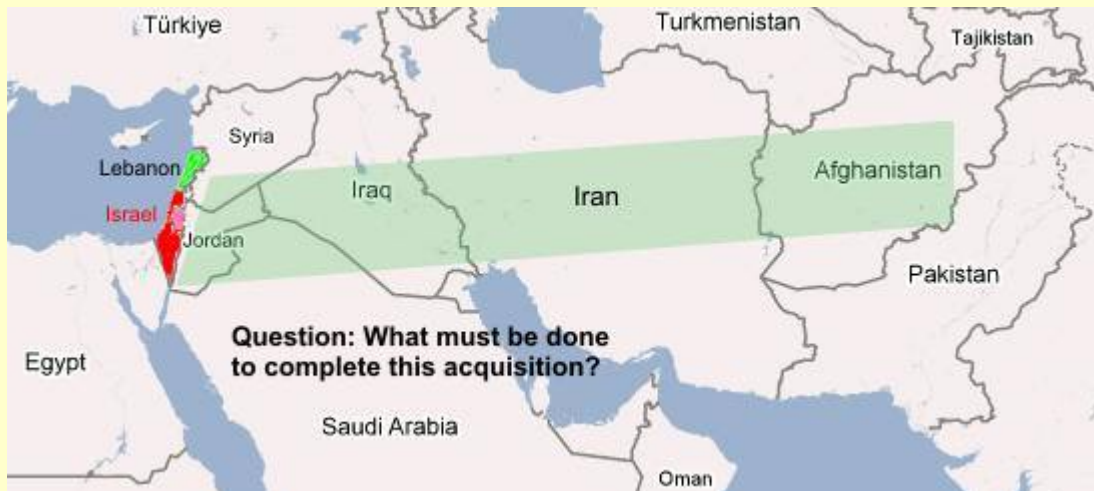 Türkiye
Turkmenistan
Tajikistan
Syria
Lebanon
Iraq
Iran
Afghanistan
Israel
Jordan
Pakistan
Question: What must be done
to complete this acquisition?
Egypt
Saudi Arabia
Oman